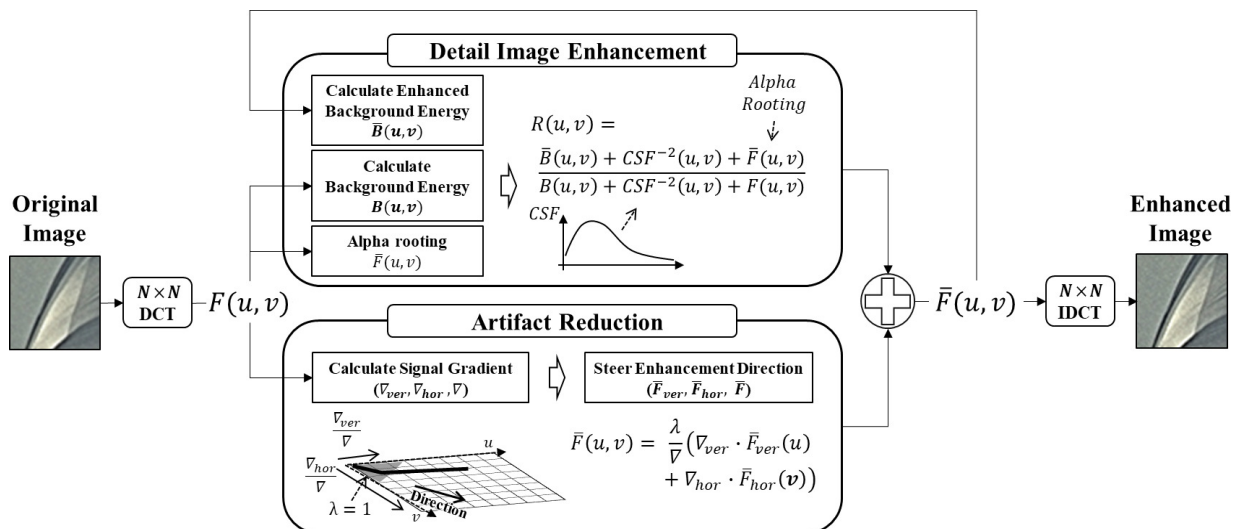 Detail Image Enhancement
Calculate Enhanced
Background Energy
B̅(u,v)
Calculate
Background Energy
B(u,v)
Alpha rooting
F̅(u,v)
Alpha
Rooting
R(u,v) =
B̅(u,v) + CSF⁻²(u,v) + F̅(u,v)
B(u,v) + CSF⁻²(u,v) + F(u,v)
CSF
Original
Image
N×N
DCT
F(u,v)
F̅(u,v)
N×N
IDCT
Enhanced
Image
Artifact Reduction
Calculate Signal Gradient
(∇ver,∇hor,∇)
Steer Enhancement Direction
(F̅ver,F̅hor, F̅)
∇ver
∇
∇hor
∇
λ = 1
u
v
Direction
F̅(u,v) = λ/∇ (∇ver · F̅ver(u)
+ ∇hor · F̅hor(v))